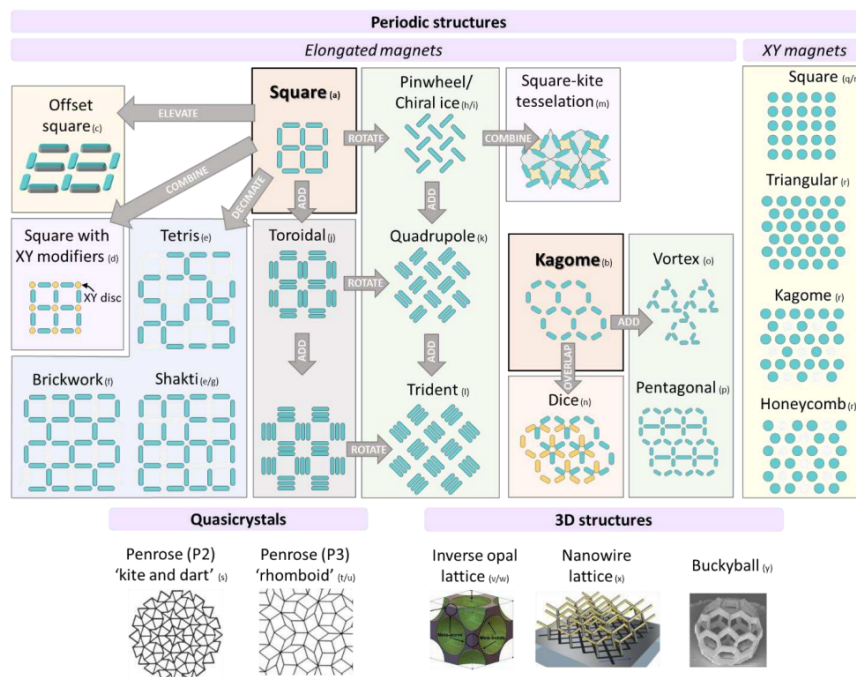 Periodic structures
Elongated magnets
XY magnets
Square (a)
Pinwheel/
Chiral ice (h/i)
Square-kite
tesselation (m)
Square (q/r)
Offset
square (c)
ELEVATE
ROTATE
COMBINE
COMBINE
DECIMATE
ADD
ADD
Triangular (r)
Square with
XY modifiers (d)
XY disc
Tetris (e)
Toroidal (j)
Quadrupole (k)
ROTATE
Kagome (b)
Vortex (o)
ADD
Kagome (r)
ADD
ADD
OVERLAP
Brickwork (f)
Shakti (e/g)
Trident (l)
ROTATE
Dice (n)
Pentagonal (p)
Honeycomb (r)
Quasicrystals
3D structures
Penrose (P2)
'kite and dart' (s)
Penrose (P3)
'rhomboid' (t/u)
Inverse opal
lattice (v/w)
Nanowire
lattice (x)
Buckyball (y)